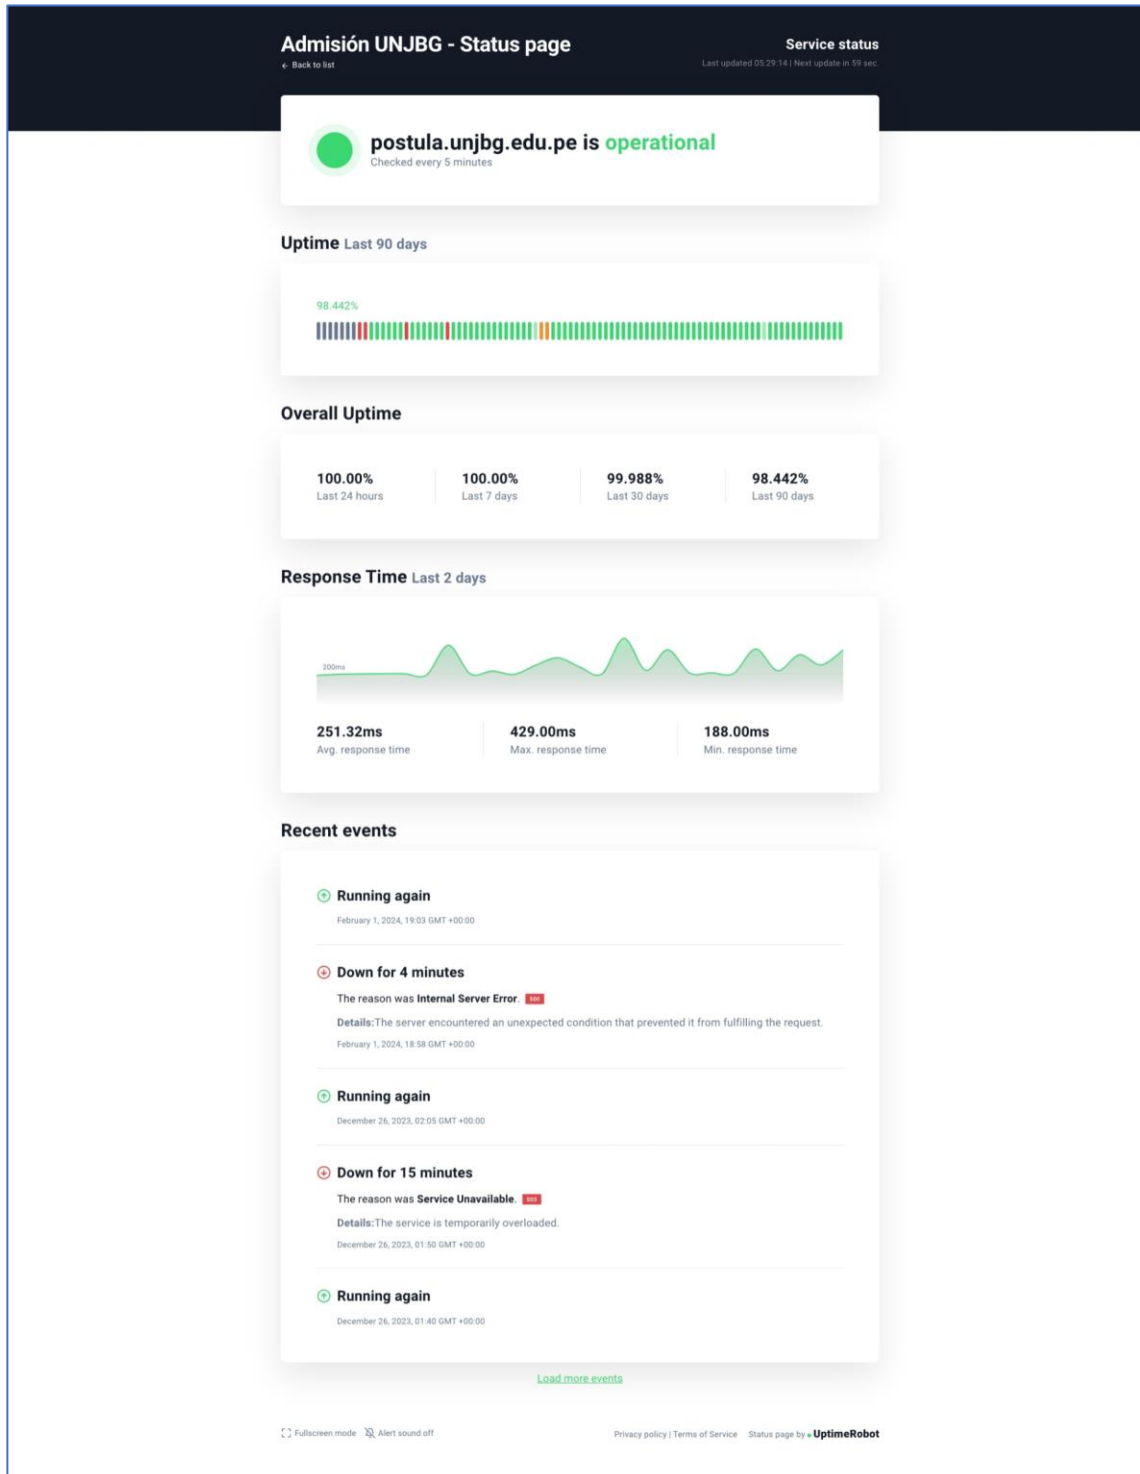 Admisión UNJBG - Status page
← Back to list
Service status
Last updated 05:29:14 | Next update in 59 sec.
postula.unjbg.edu.pe is operational
Checked every 5 minutes
Uptime Last 90 days
98.442%
Overall Uptime
100.00%
Last 24 hours
100.00%
Last 7 days
99.988%
Last 30 days
98.442%
Last 90 days
Response Time Last 2 days
200ms
251.32ms
Avg. response time
429.00ms
Max. response time
188.00ms
Min. response time
Recent events
Running again
February 1, 2024, 19:03 GMT +00:00
Down for 4 minutes
The reason was Internal Server Error. 500
Details:The server encountered an unexpected condition that prevented it from fulfilling the request.
February 1, 2024, 18:58 GMT +00:00
Running again
December 26, 2023, 02:05 GMT +00:00
Down for 15 minutes
The reason was Service Unavailable. 503
Details:The service is temporarily overloaded.
December 26, 2023, 01:50 GMT +00:00
Running again
December 26, 2023, 01:40 GMT +00:00
Load more events
Fullscreen mode Alert sound off
Privacy policy | Terms of Service Status page by UptimeRobot